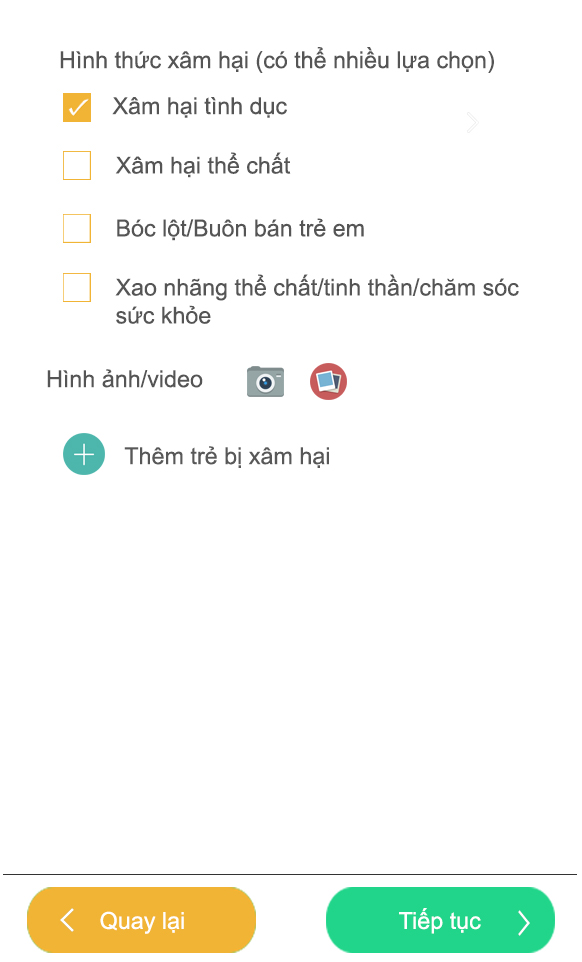 Hình thức xâm hại (có thể nhiều lựa chọn)
Xâm hại tình dục
Xâm hại thể chất
Bóc lột/Buôn bán trẻ em
Xao nhãng thể chất/tinh thần/chăm sóc
sức khỏe
Hình ảnh/video
Thêm trẻ bị xâm hại
Quay lại
Tiếp tục